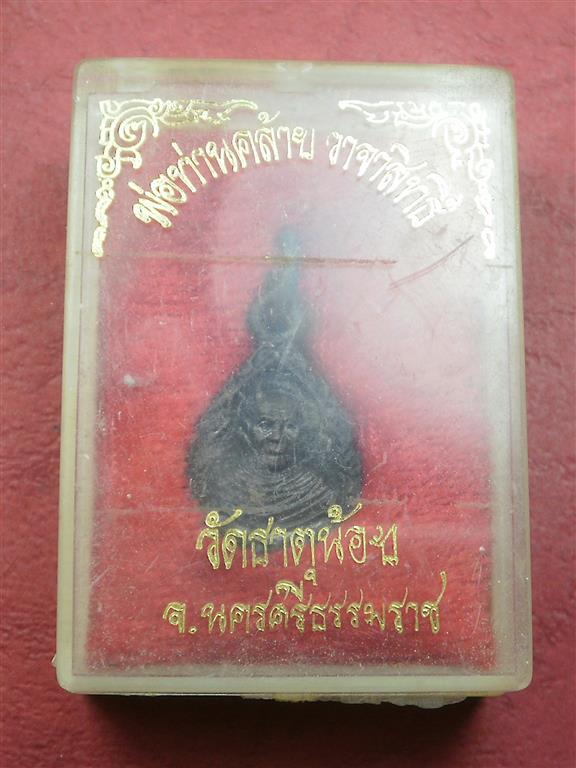 พ่อท่านคล้าย วาจาสิทธิ์
วัดธาตุน้อย
จ.นครศรีธรรมราช